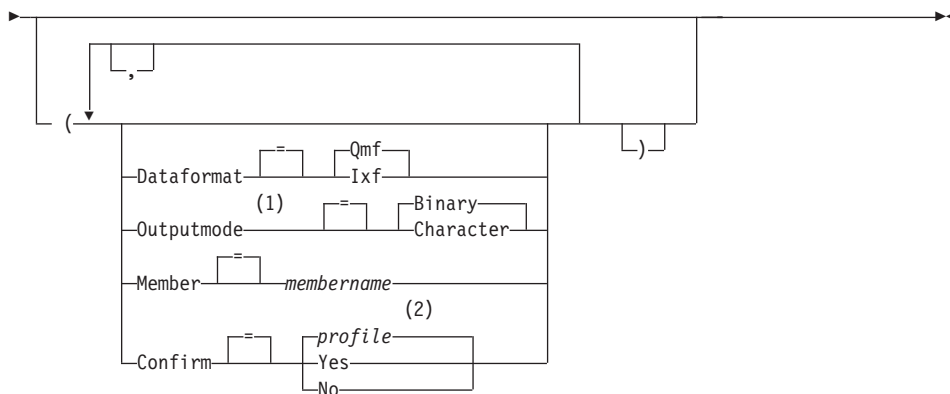 ,
(
)
= Qmf
Dataformat Ixf
(1)
= Binary
Outputmode Character
=
Member membername
(2)
= profile
Confirm Yes
No